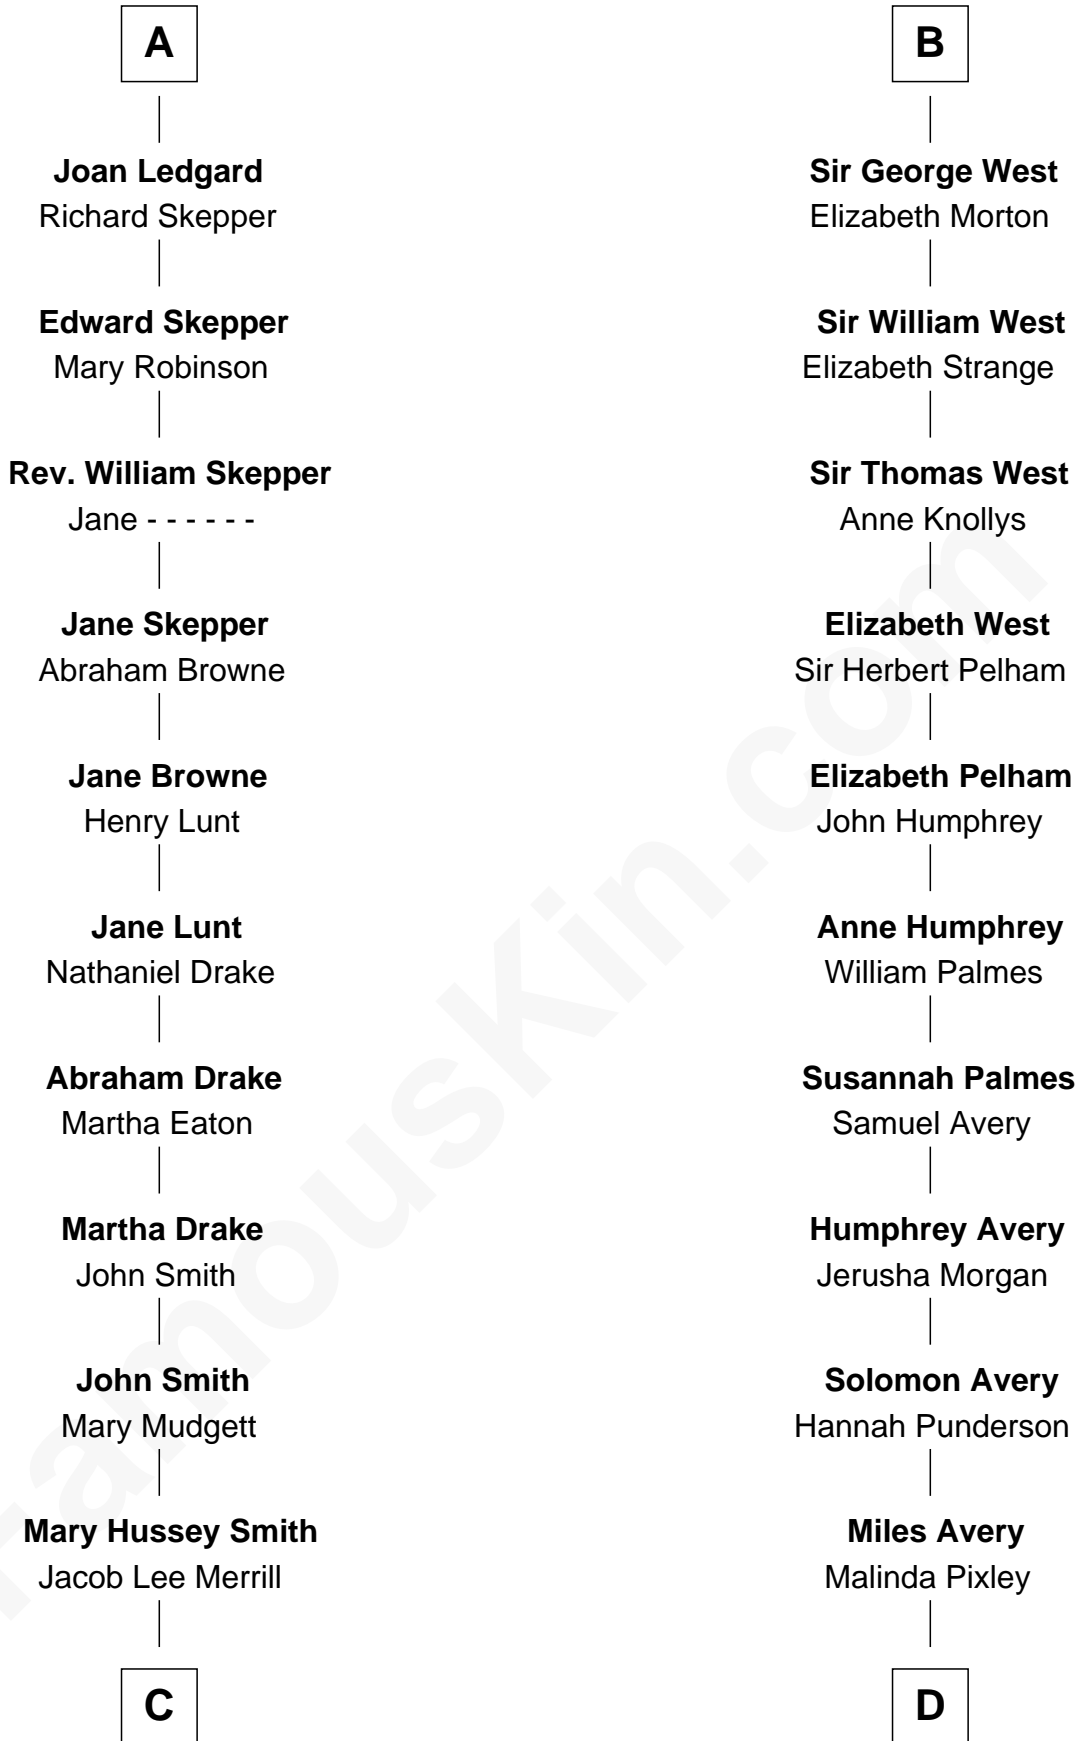 A
Joan Ledgard
Richard Skepper
Edward Skepper
Mary Robinson
Rev. William Skepper
Jane - - - - - -
Jane Skepper
Abraham Browne
Jane Browne
Henry Lunt
Jane Lunt
Nathaniel Drake
Abraham Drake
Martha Eaton
Martha Drake
John Smith
John Smith
Mary Mudgett
Mary Hussey Smith
Jacob Lee Merrill
C
B
Sir George West
Elizabeth Morton
Sir William West
Elizabeth Strange
Sir Thomas West
Anne Knollys
Elizabeth West
Sir Herbert Pelham
Elizabeth Pelham
John Humphrey
Anne Humphrey
William Palmes
Susannah Palmes
Samuel Avery
Humphrey Avery
Jerusha Morgan
Solomon Avery
Hannah Punderson
Miles Avery
Malinda Pixley
D
FamousKin.com